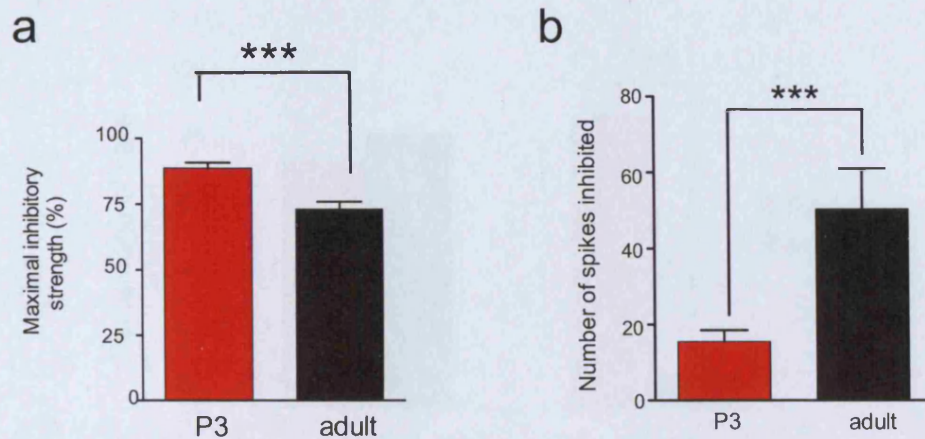 a
***
Maximal inhibitory
strength (%)
100
75
50
25
0
P3
adult
b
***
Number of spikes inhibited
80
60
40
20
0
P3
adult